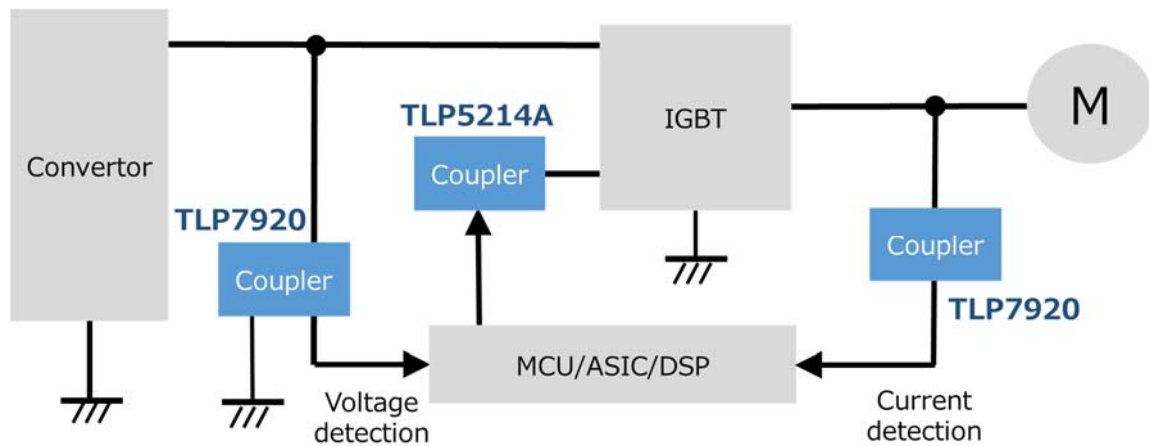 Convertor
TLP7920
Coupler
TLP5214A
Coupler
IGBT
M
Coupler
TLP7920
MCU/ASIC/DSP
Voltage
detection
Current
detection